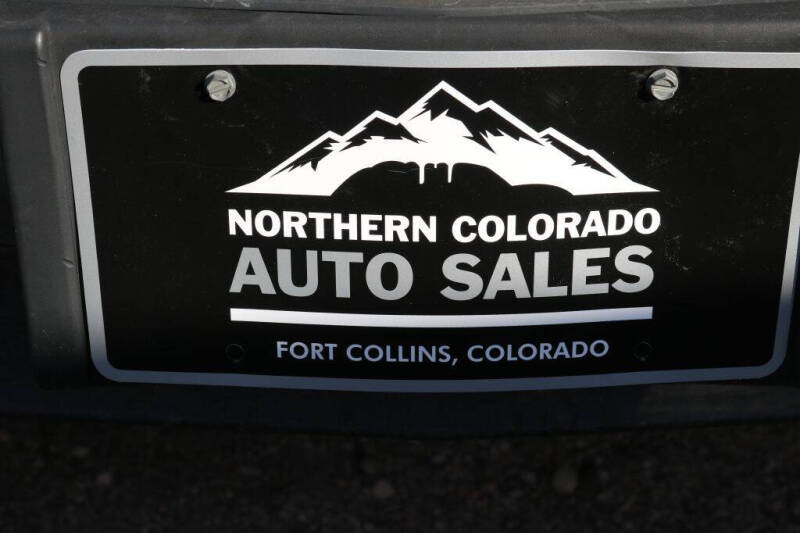 NORTHERN COLORADO
AUTO SALES
FORT COLLINS, COLORADO